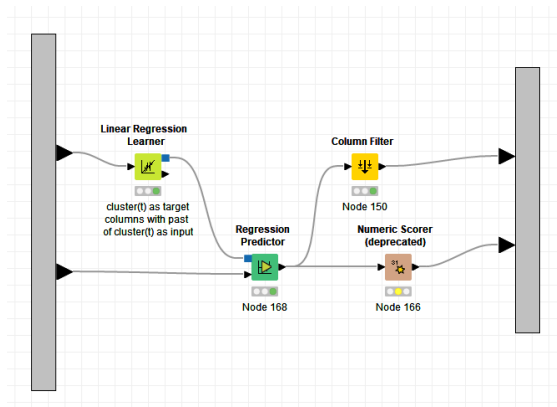 Linear Regression
Learner
cluster(t) as target
columns with past
of cluster(t) as input
Regression
Predictor
Node 168
Column Filter
Node 150
Numeric Scorer
(deprecated)
Node 166